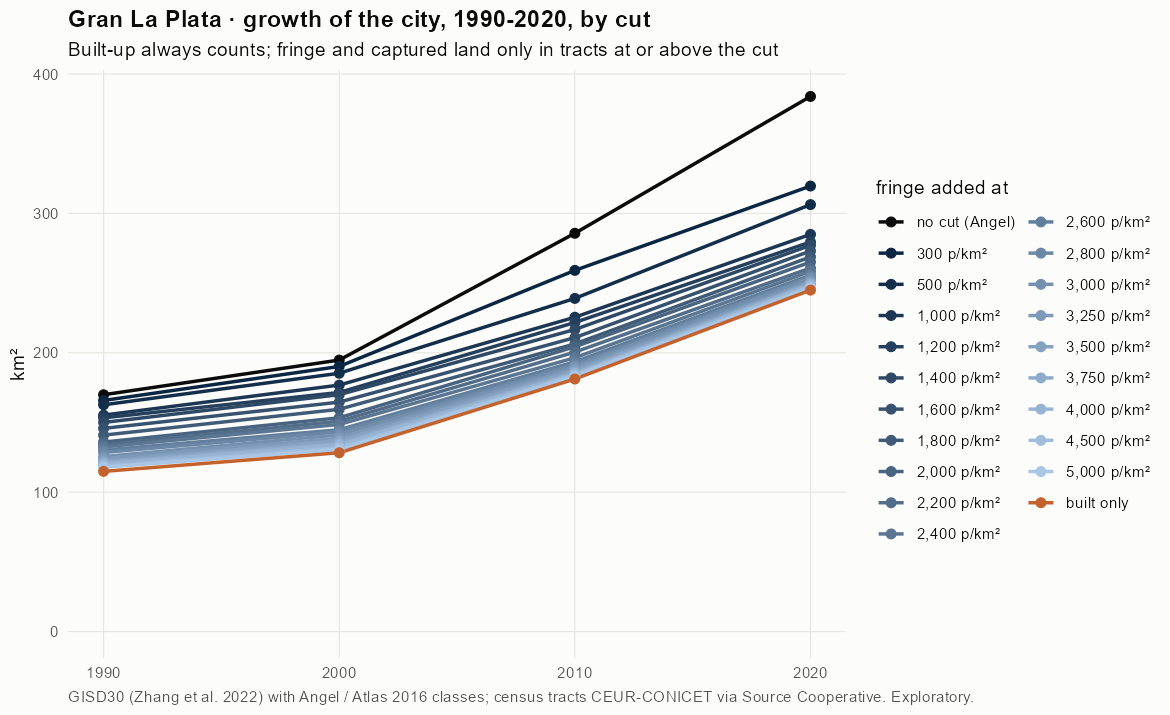 Gran La Plata · growth of the city, 1990-2020, by cut
Built-up always counts; fringe and captured land only in tracts at or above the cut
400
300
200
100
0
km²
1990
2000
2010
2020
fringe added at
no cut (Angel)
300 p/km²
500 p/km²
1,000 p/km²
1,200 p/km²
1,400 p/km²
1,600 p/km²
1,800 p/km²
2,000 p/km²
2,200 p/km²
2,400 p/km²
2,600 p/km²
2,800 p/km²
3,000 p/km²
3,250 p/km²
3,500 p/km²
3,750 p/km²
4,000 p/km²
4,500 p/km²
5,000 p/km²
built only
GISD30 (Zhang et al. 2022) with Angel / Atlas 2016 classes; census tracts CEUR-CONICET via Source Cooperative. Exploratory.